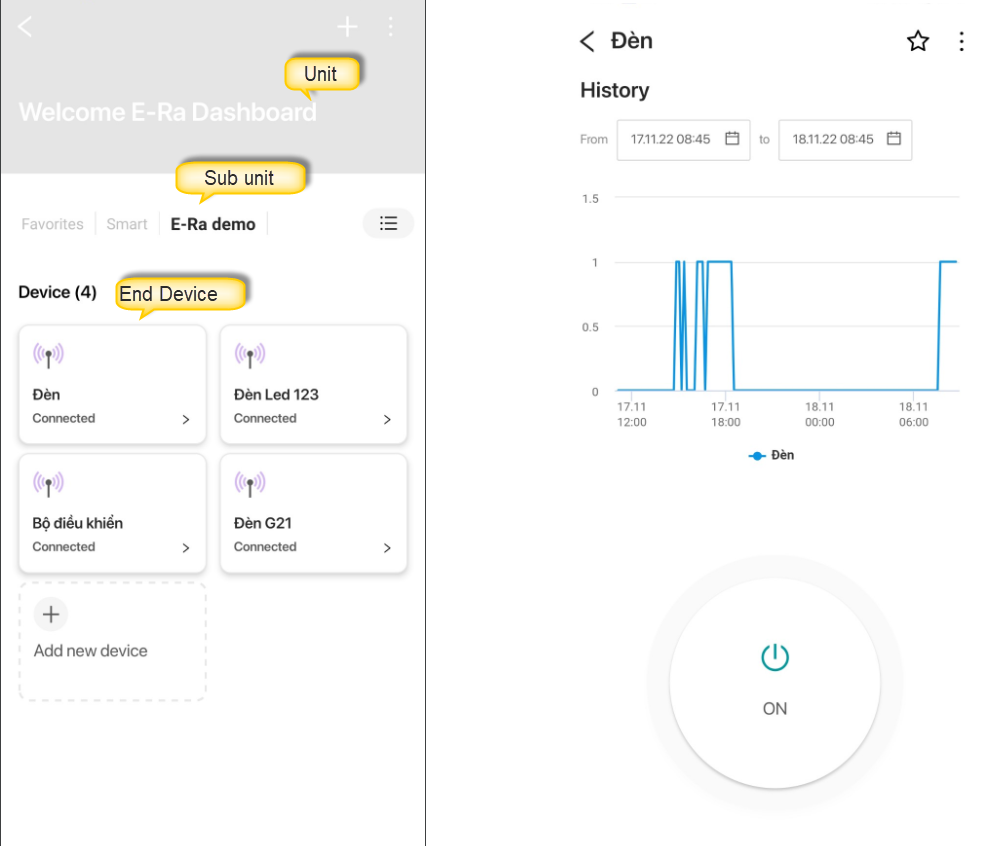 Unit
Welcome E-Ra Dashboard
Sub unit
Favorites Smart E-Ra demo
Device (4) End Device
Đèn
Connected
Đèn Led 123
Connected
Bộ điều khiển
Connected
Đèn G21
Connected
Add new device
Đèn
History
From 17.11.22 08:45 to 18.11.22 08:45
1.5
1
0.5
0
17.11 17.11 18.11 18.11
12:00 18:00 00:00 06:00
Đèn
ON